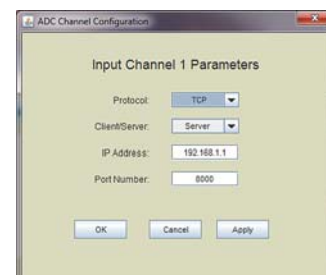 ADC Channel Configuration
Input Channel 1 Parameters
Protocol: TCP
Client/Server: Server
IP Address: 192.168.1.1
Port Number: 8000
OK Cancel Apply